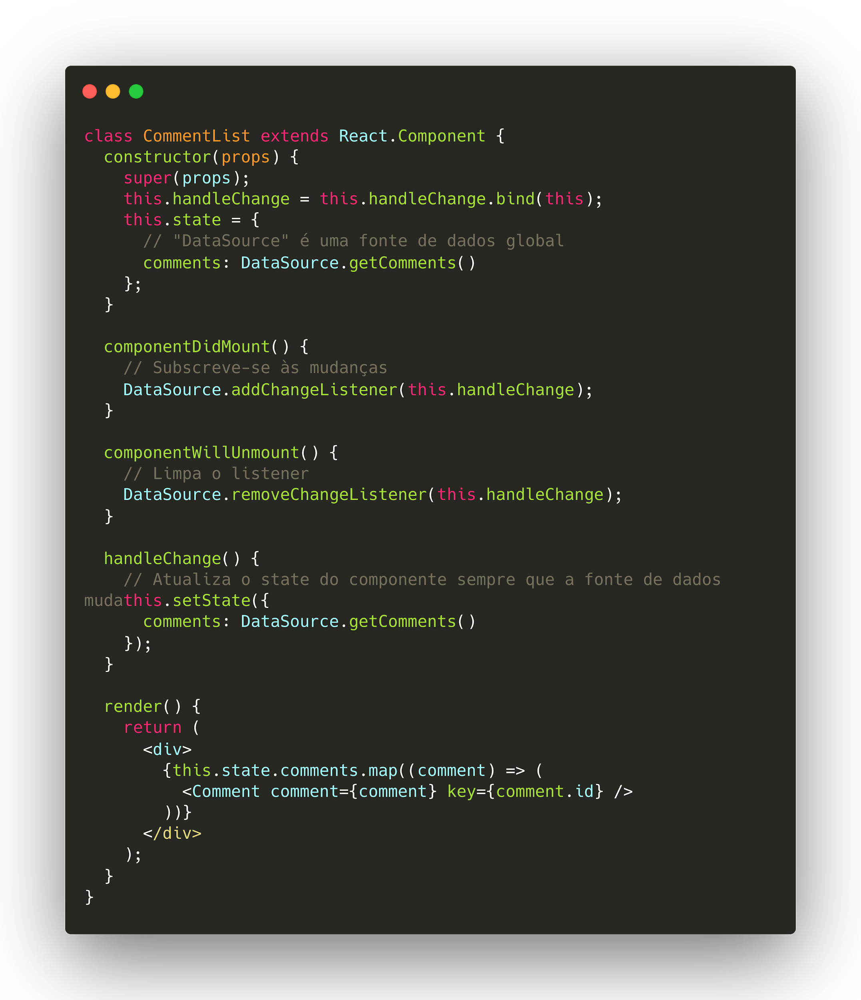 class CommentList extends React.Component {
  constructor(props) {
    super(props);
    this.handleChange = this.handleChange.bind(this);
    this.state = {
      // "DataSource" é uma fonte de dados global
      comments: DataSource.getComments()
    };
  }

  componentDidMount() {
    // Subscreve-se às mudanças
    DataSource.addChangeListener(this.handleChange);
  }

  componentWillUnmount() {
    // Limpa o listener
    DataSource.removeChangeListener(this.handleChange);
  }

  handleChange() {
    // Atualiza o state do componente sempre que a fonte de dados
mudathis.setState({
      comments: DataSource.getComments()
    });
  }

  render() {
    return (
      <div>
        {this.state.comments.map((comment) => (
          <Comment comment={comment} key={comment.id} />
        ))}
      </div>
    );
  }
}